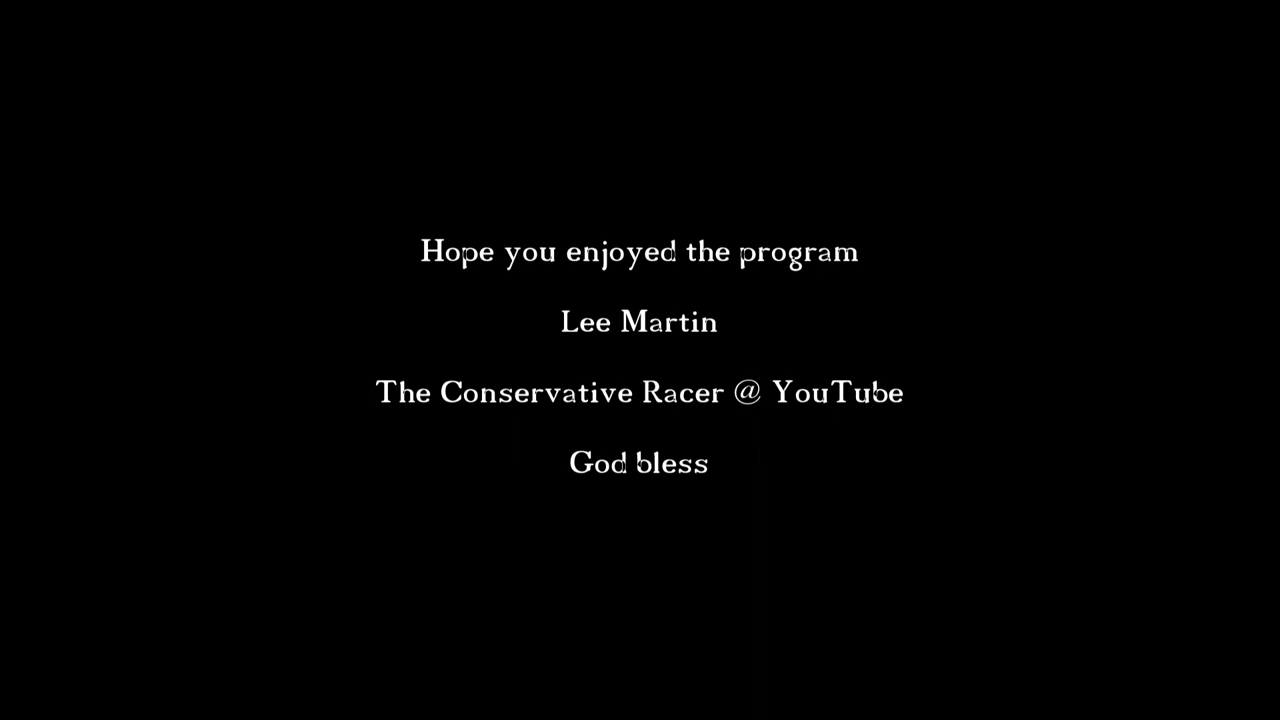 Hope you enjoyed the program
Lee Martin
The Conservative Racer @ YouTube
God bless